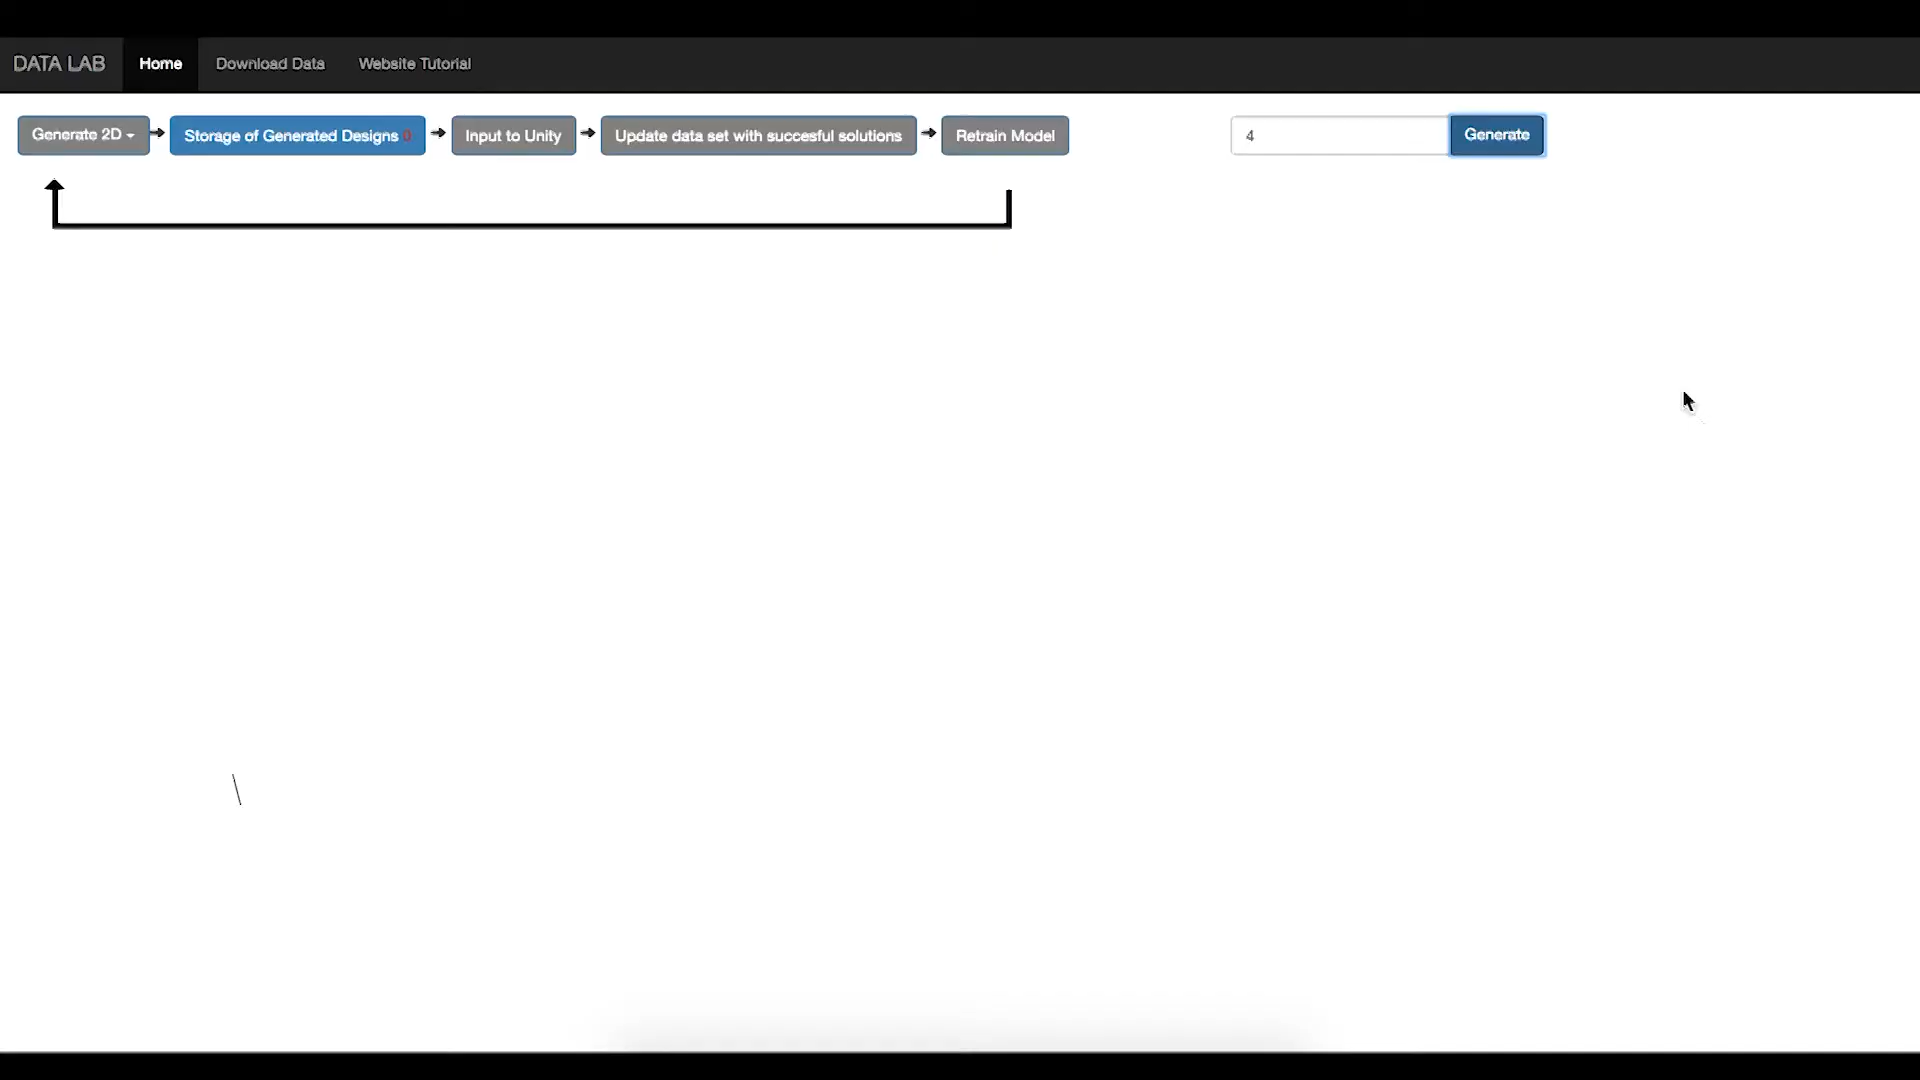 DATA LAB Home Download Data Website Tutorial
Generate 2D Storage of Generated Designs 0 Input to Unity Update data set with succesful solutions Retrain Model 4 Generate